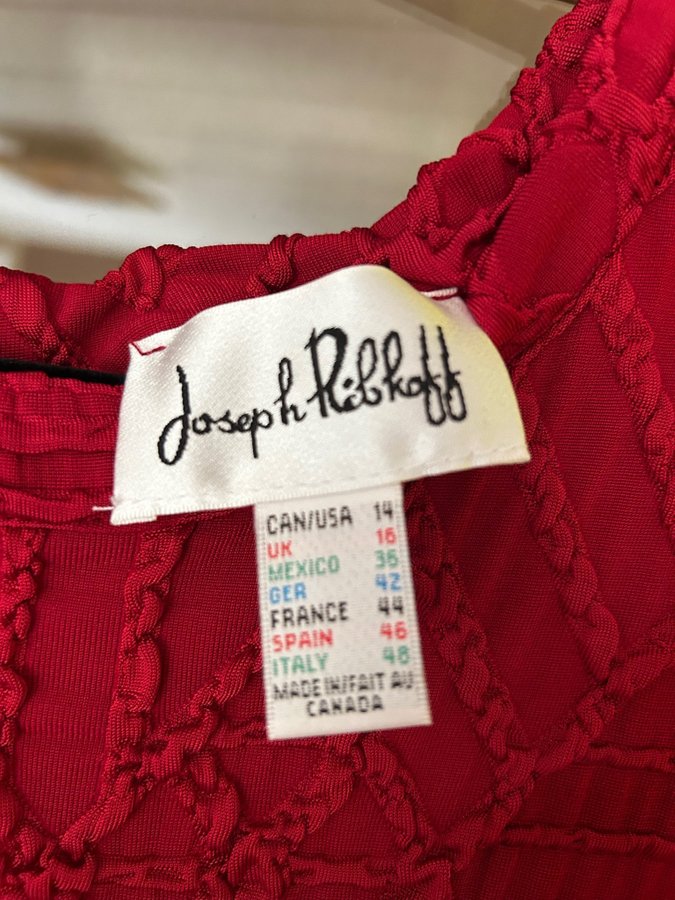 Joseph Ribkoff
CAN/USA 14
UK 16
MEXICO 36
GER 42
FRANCE 44
SPAIN 46
ITALY 48
MADE IN/FAIT AU
CANADA